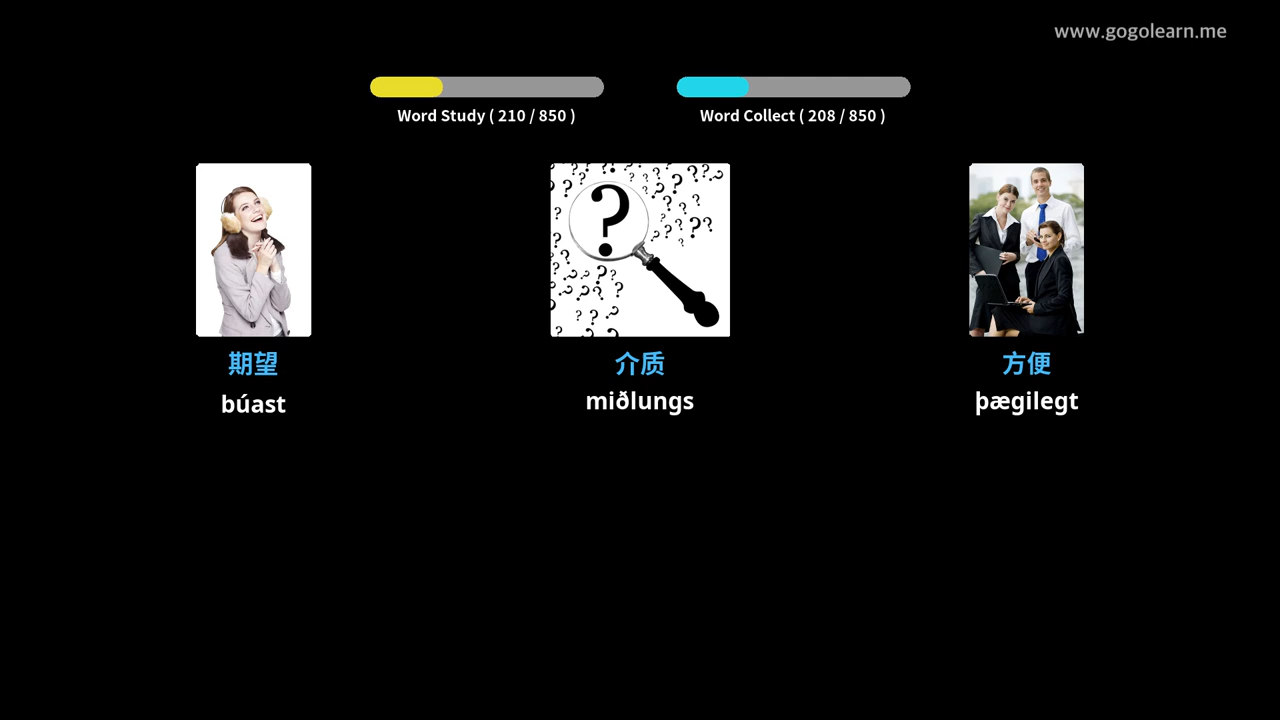 www.gogolearn.me
Word Study ( 210 / 850 )
Word Collect ( 208 / 850 )
期望
介质
方便
búast
miðlungs
þægilegt